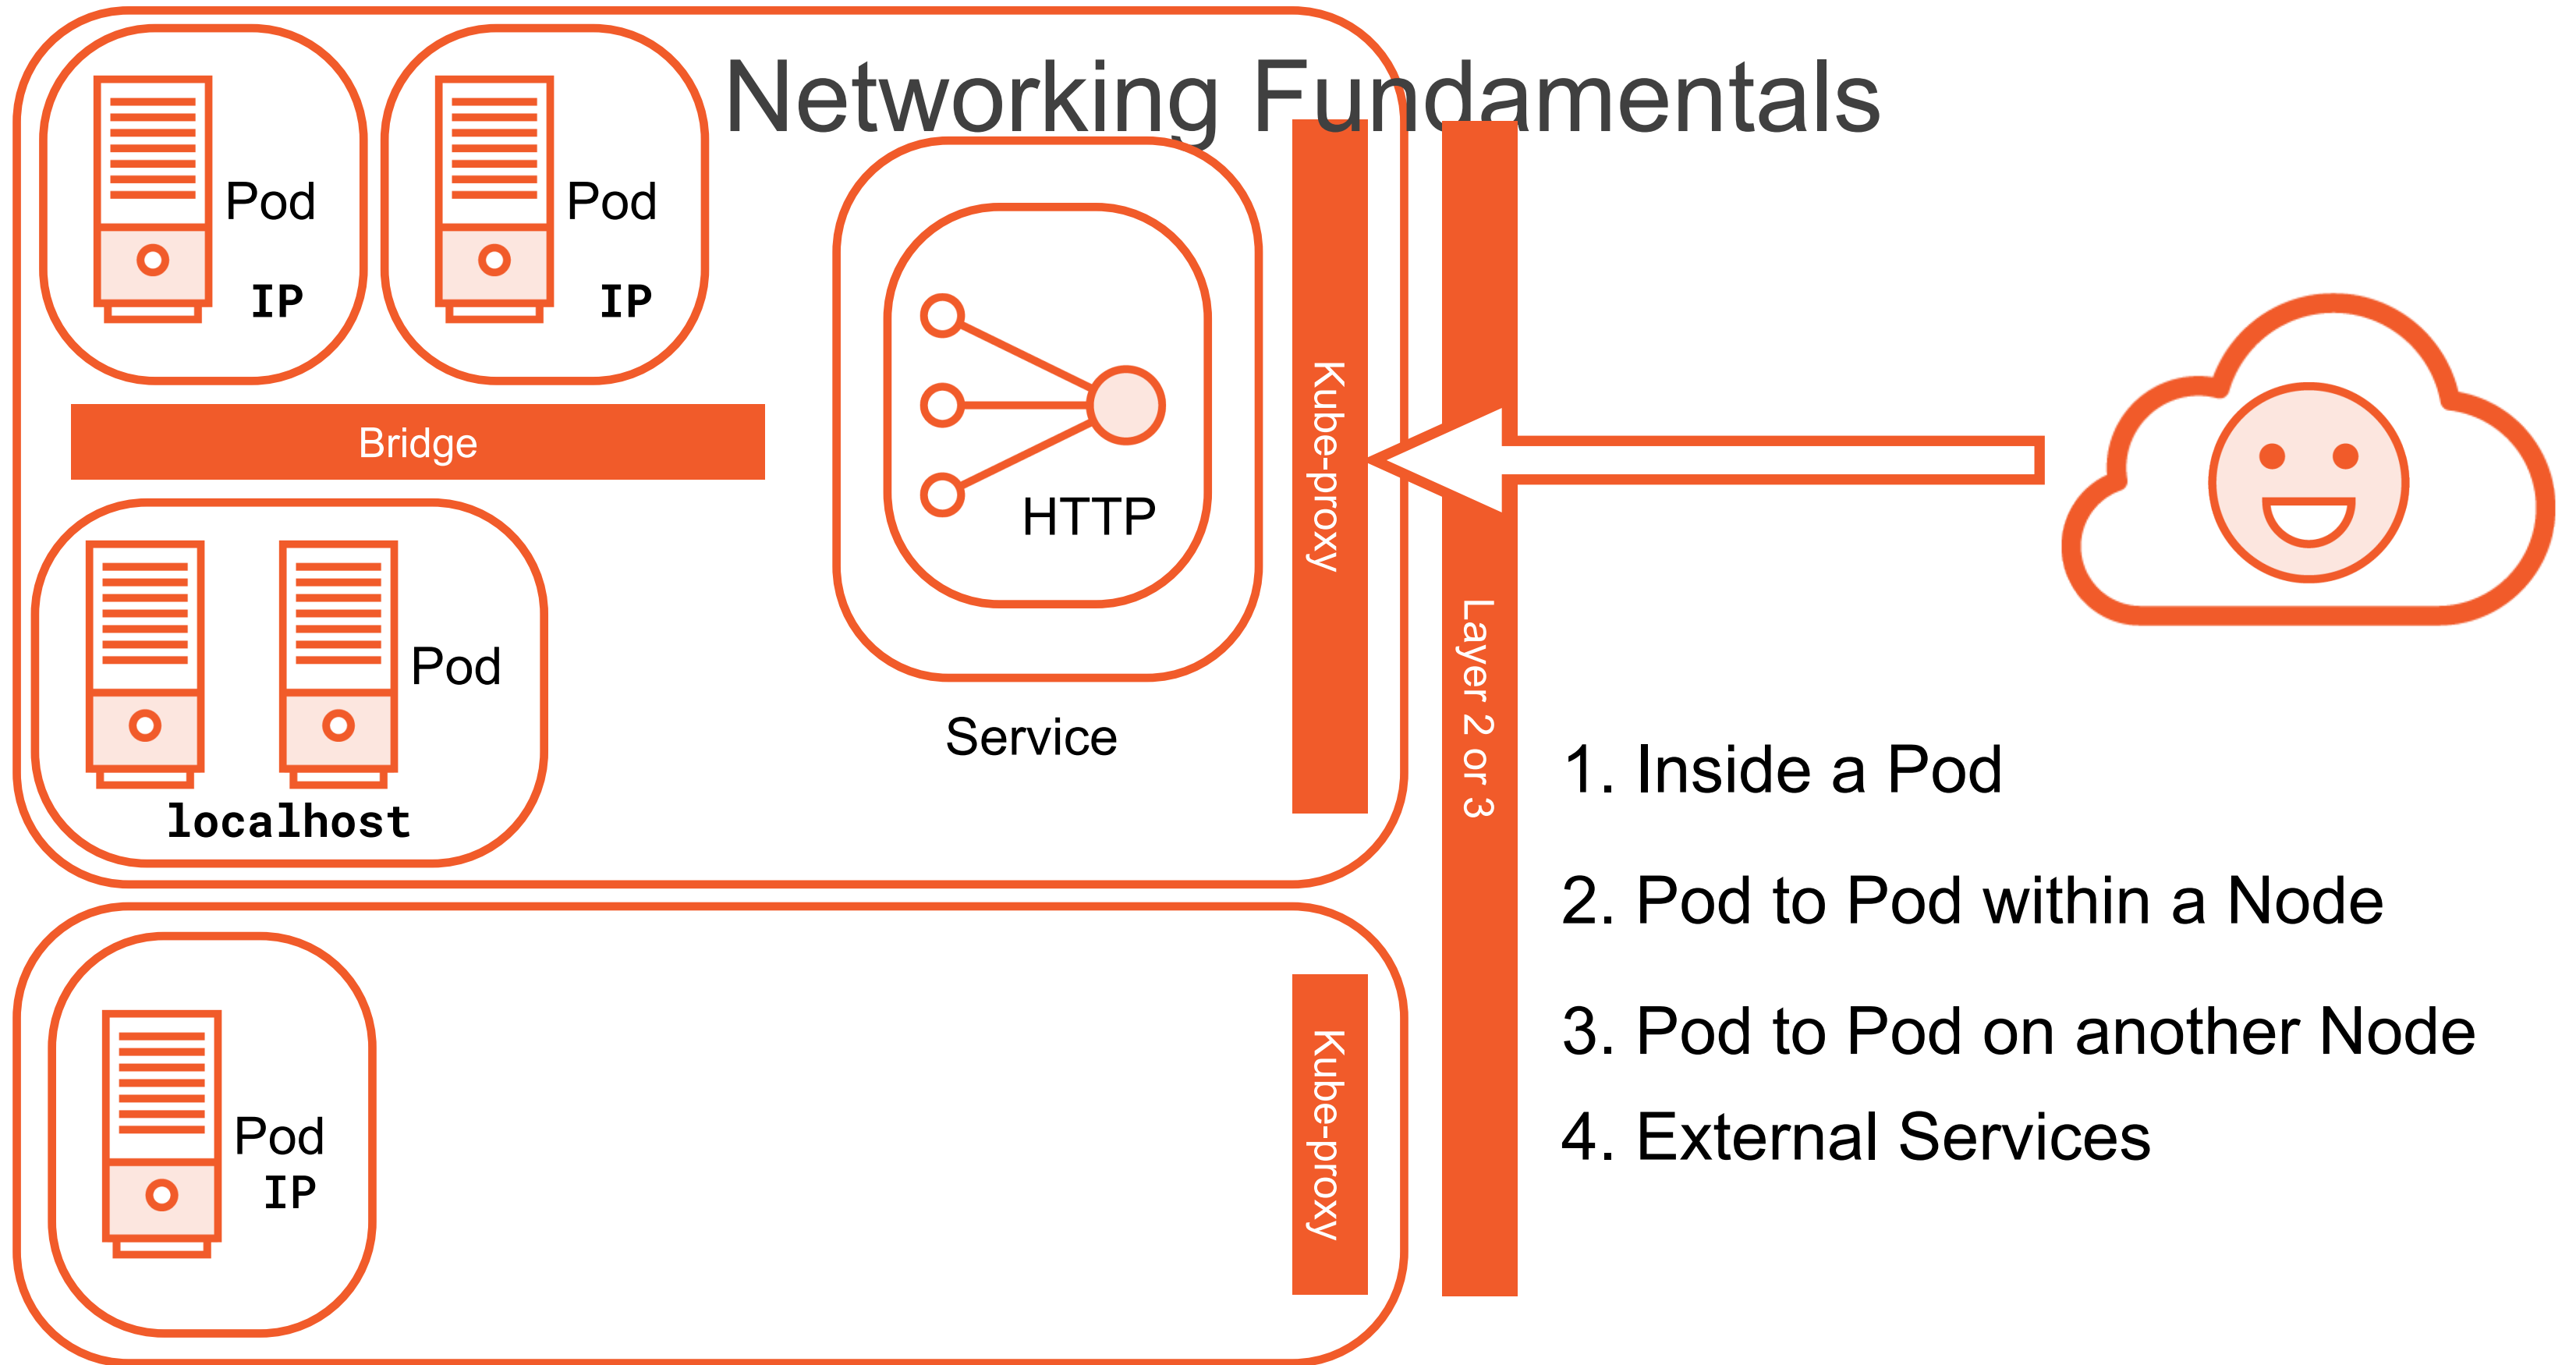 Networking Fundamentals
Pod
IP
Pod
IP
Bridge
Pod
localhost
HTTP
Service
Kube-proxy
Layer 2 or 3
Pod
IP
Kube-proxy
1. Inside a Pod
2. Pod to Pod within a Node
3. Pod to Pod on another Node
4. External Services